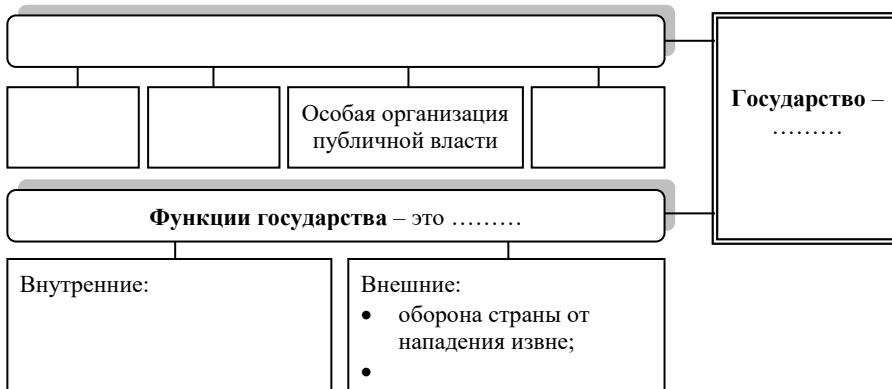 Особая организация
публичной власти
Государство –
………
Функции государства – это ………
Внутренние:
Внешние:
• оборона страны от
нападения извне;
•